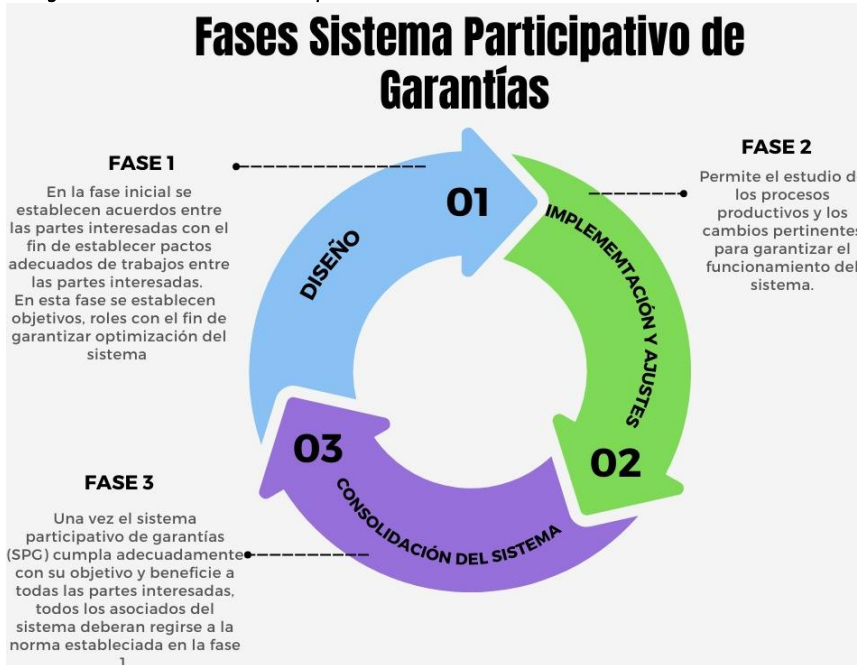 Fases Sistema Participativo de
Garantías
FASE 1
En la fase inicial se
establecen acuerdos entre
las partes interesadas con el
fin de establecer pactos
adecuados de trabajos entre
las partes interesadas.
En esta fase se establecen
objetivos, roles con el fin de
garantizar optimización del
sistema
01
DISEÑO
FASE 2
Permite el estudio d
los procesos
productivos y los
cambios pertinentes
para garantizar el
funcionamiento del
sistema.
IMPLEMEMTACIÓN Y AJUSTES
02
03
CONSOLIDACIÓN DEL SISTEMA
FASE 3
Una vez el sistema
participativo de garantías
(SPG) cumpla adecuadamente
con su objetivo y beneficie a
todas las partes interesadas,
todos los asociados del
sistema deberan regirse a la
norma estableciada en la fase
1